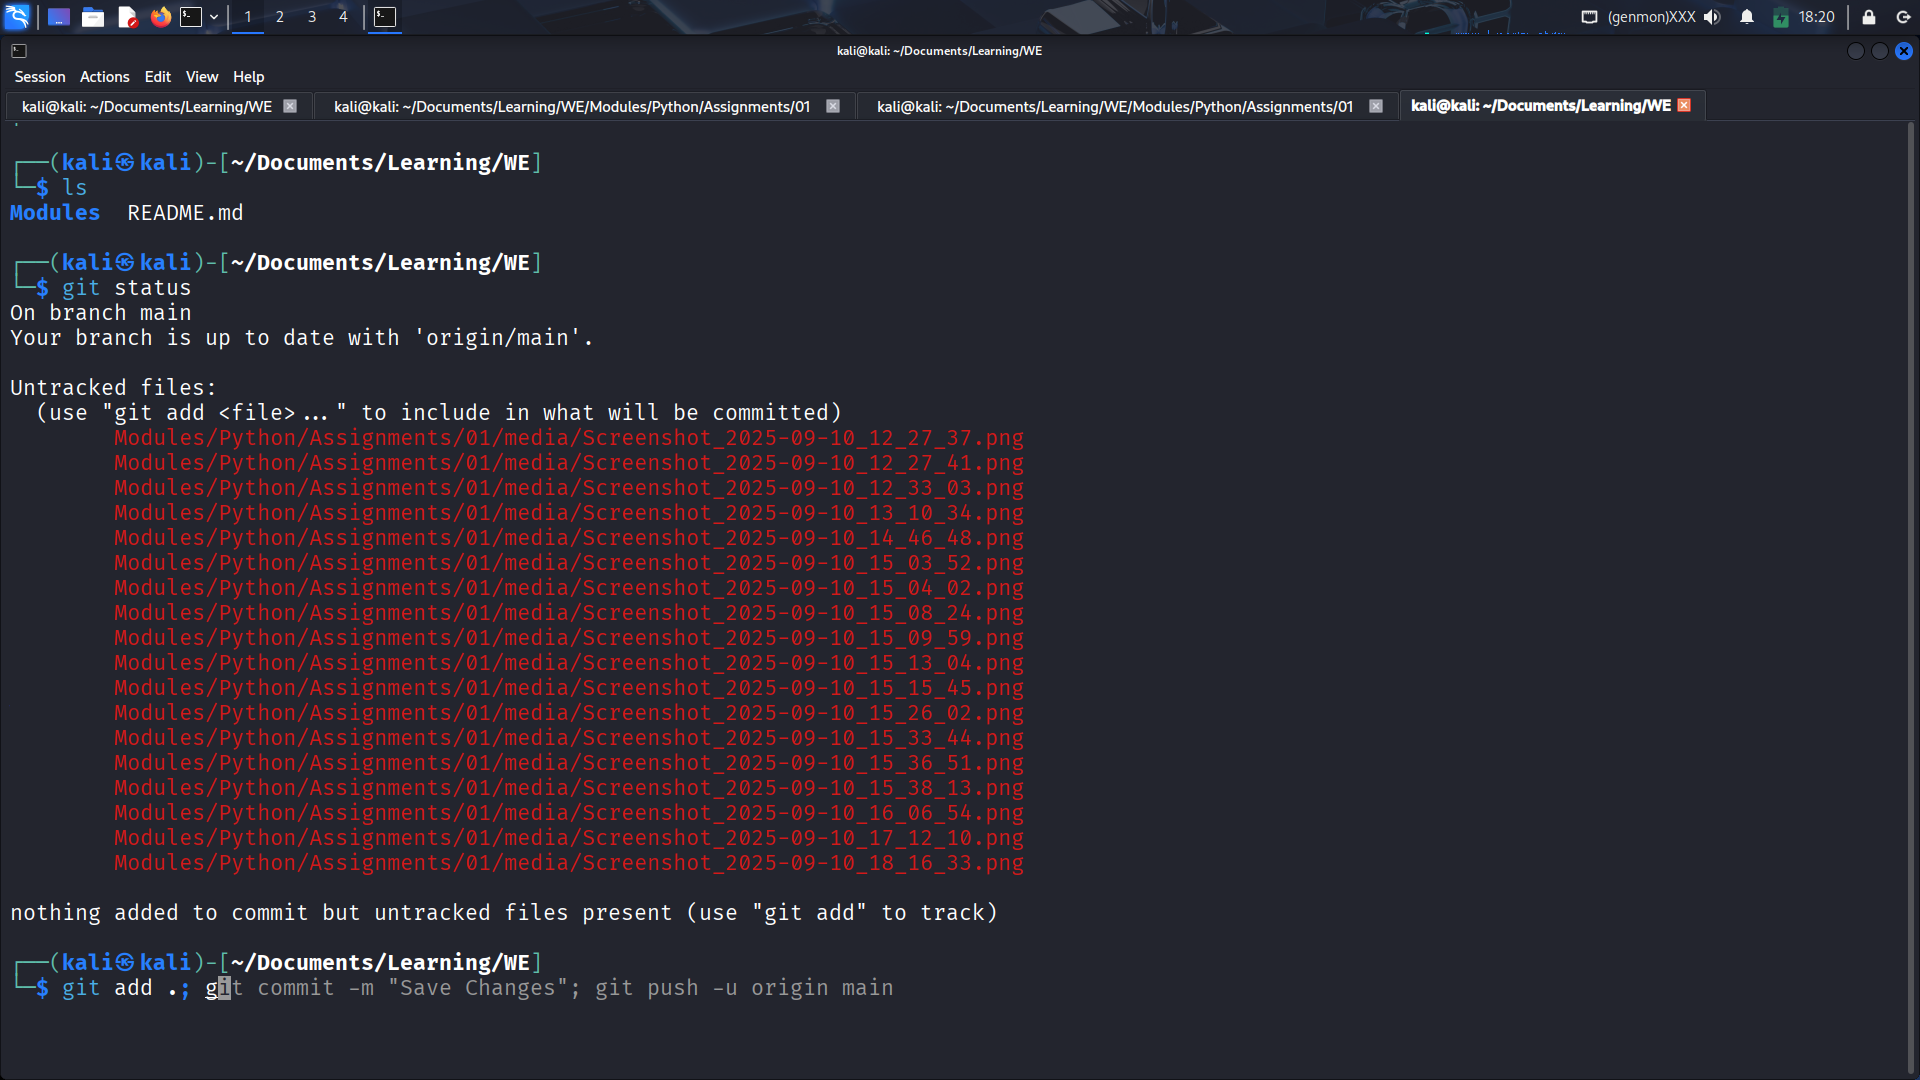 1 2 3 4 (genmon)XXX 18:20
kali@kali: ~/Documents/Learning/WE
Session Actions Edit View Help
kali@kali: ~/Documents/Learning/WE kali@kali: ~/Documents/Learning/WE/Modules/Python/Assignments/01 kali@kali: ~/Documents/Learning/WE/Modules/Python/Assignments/01 kali@kali: ~/Documents/Learning/WE
┌──(kali㉿kali)-[~/Documents/Learning/WE]
└─$ ls
Modules  README.md
┌──(kali㉿kali)-[~/Documents/Learning/WE]
└─$ git status
On branch main
Your branch is up to date with 'origin/main'.
Untracked files:
  (use "git add <file>..." to include in what will be committed)
        Modules/Python/Assignments/01/media/Screenshot_2025-09-10_12_27_37.png
        Modules/Python/Assignments/01/media/Screenshot_2025-09-10_12_27_41.png
        Modules/Python/Assignments/01/media/Screenshot_2025-09-10_12_33_03.png
        Modules/Python/Assignments/01/media/Screenshot_2025-09-10_13_10_34.png
        Modules/Python/Assignments/01/media/Screenshot_2025-09-10_14_46_48.png
        Modules/Python/Assignments/01/media/Screenshot_2025-09-10_15_03_52.png
        Modules/Python/Assignments/01/media/Screenshot_2025-09-10_15_04_02.png
        Modules/Python/Assignments/01/media/Screenshot_2025-09-10_15_08_24.png
        Modules/Python/Assignments/01/media/Screenshot_2025-09-10_15_09_59.png
        Modules/Python/Assignments/01/media/Screenshot_2025-09-10_15_13_04.png
        Modules/Python/Assignments/01/media/Screenshot_2025-09-10_15_15_45.png
        Modules/Python/Assignments/01/media/Screenshot_2025-09-10_15_26_02.png
        Modules/Python/Assignments/01/media/Screenshot_2025-09-10_15_33_44.png
        Modules/Python/Assignments/01/media/Screenshot_2025-09-10_15_36_51.png
        Modules/Python/Assignments/01/media/Screenshot_2025-09-10_15_38_13.png
        Modules/Python/Assignments/01/media/Screenshot_2025-09-10_16_06_54.png
        Modules/Python/Assignments/01/media/Screenshot_2025-09-10_17_12_10.png
        Modules/Python/Assignments/01/media/Screenshot_2025-09-10_18_16_33.png
nothing added to commit but untracked files present (use "git add" to track)
┌──(kali㉿kali)-[~/Documents/Learning/WE]
└─$ git add .; git commit -m "Save Changes"; git push -u origin main